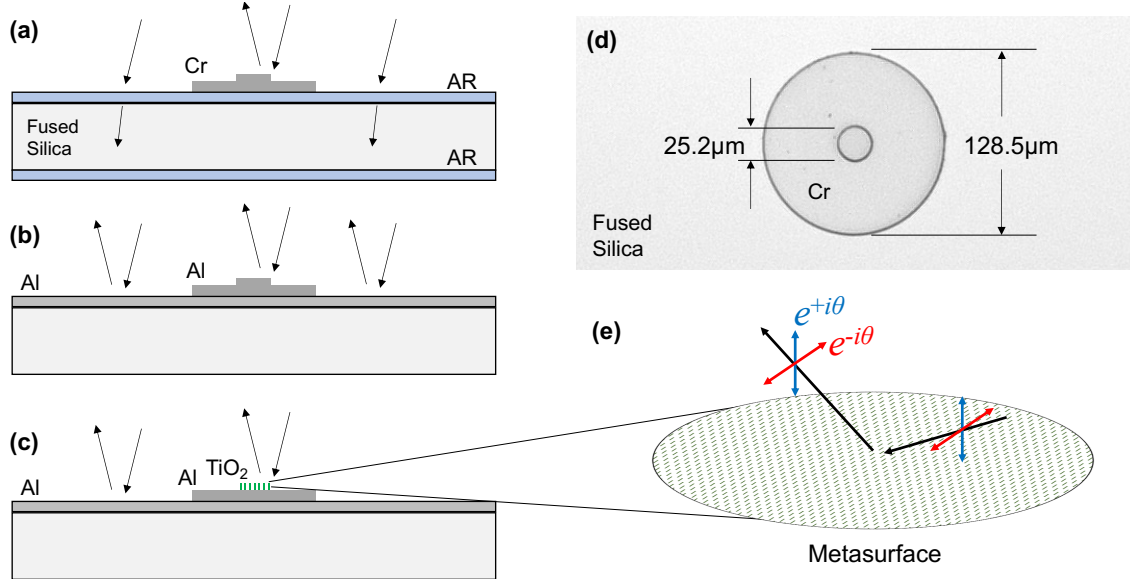 (a)
Cr
AR
Fused
Silica
AR
(b)
Al
Al
(c)
TiO₂
Al
Al
(d)
25.2µm
128.5µm
Cr
Fused
Silica
(e)
e⁺ⁱᶿ
e⁻ⁱᶿ
Metasurface